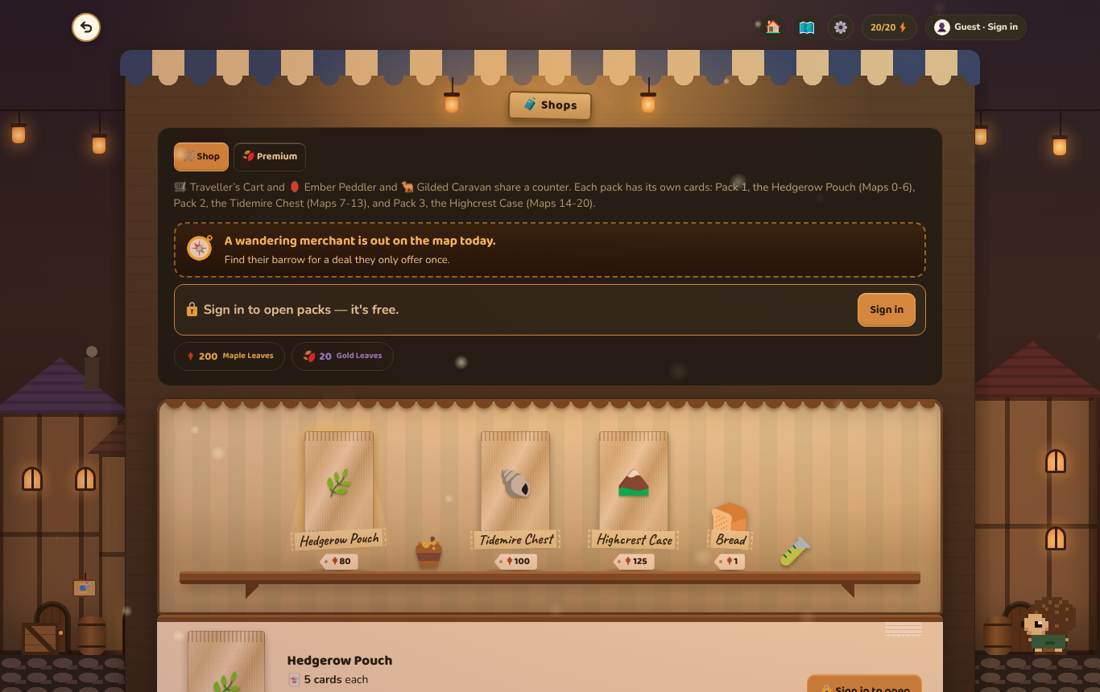 20/20
Guest · Sign in
Shops
Shop
Premium
Traveller's Cart and Ember Peddler and Gilded Caravan share a counter. Each pack has its own cards: Pack 1, the Hedgerow Pouch (Maps 0-6),
Pack 2, the Tidemire Chest (Maps 7-13), and Pack 3, the Highcrest Case (Maps 14-20).
A wandering merchant is out on the map today.
Find their barrow for a deal they only offer once.
Sign in to open packs — it's free.
Sign in
200 Maple Leaves
20 Gold Leaves
Hedgerow Pouch
Tidemire Chest
Highcrest Case
Bread
80
100
125
1
Hedgerow Pouch
5 cards each
Sign in to open